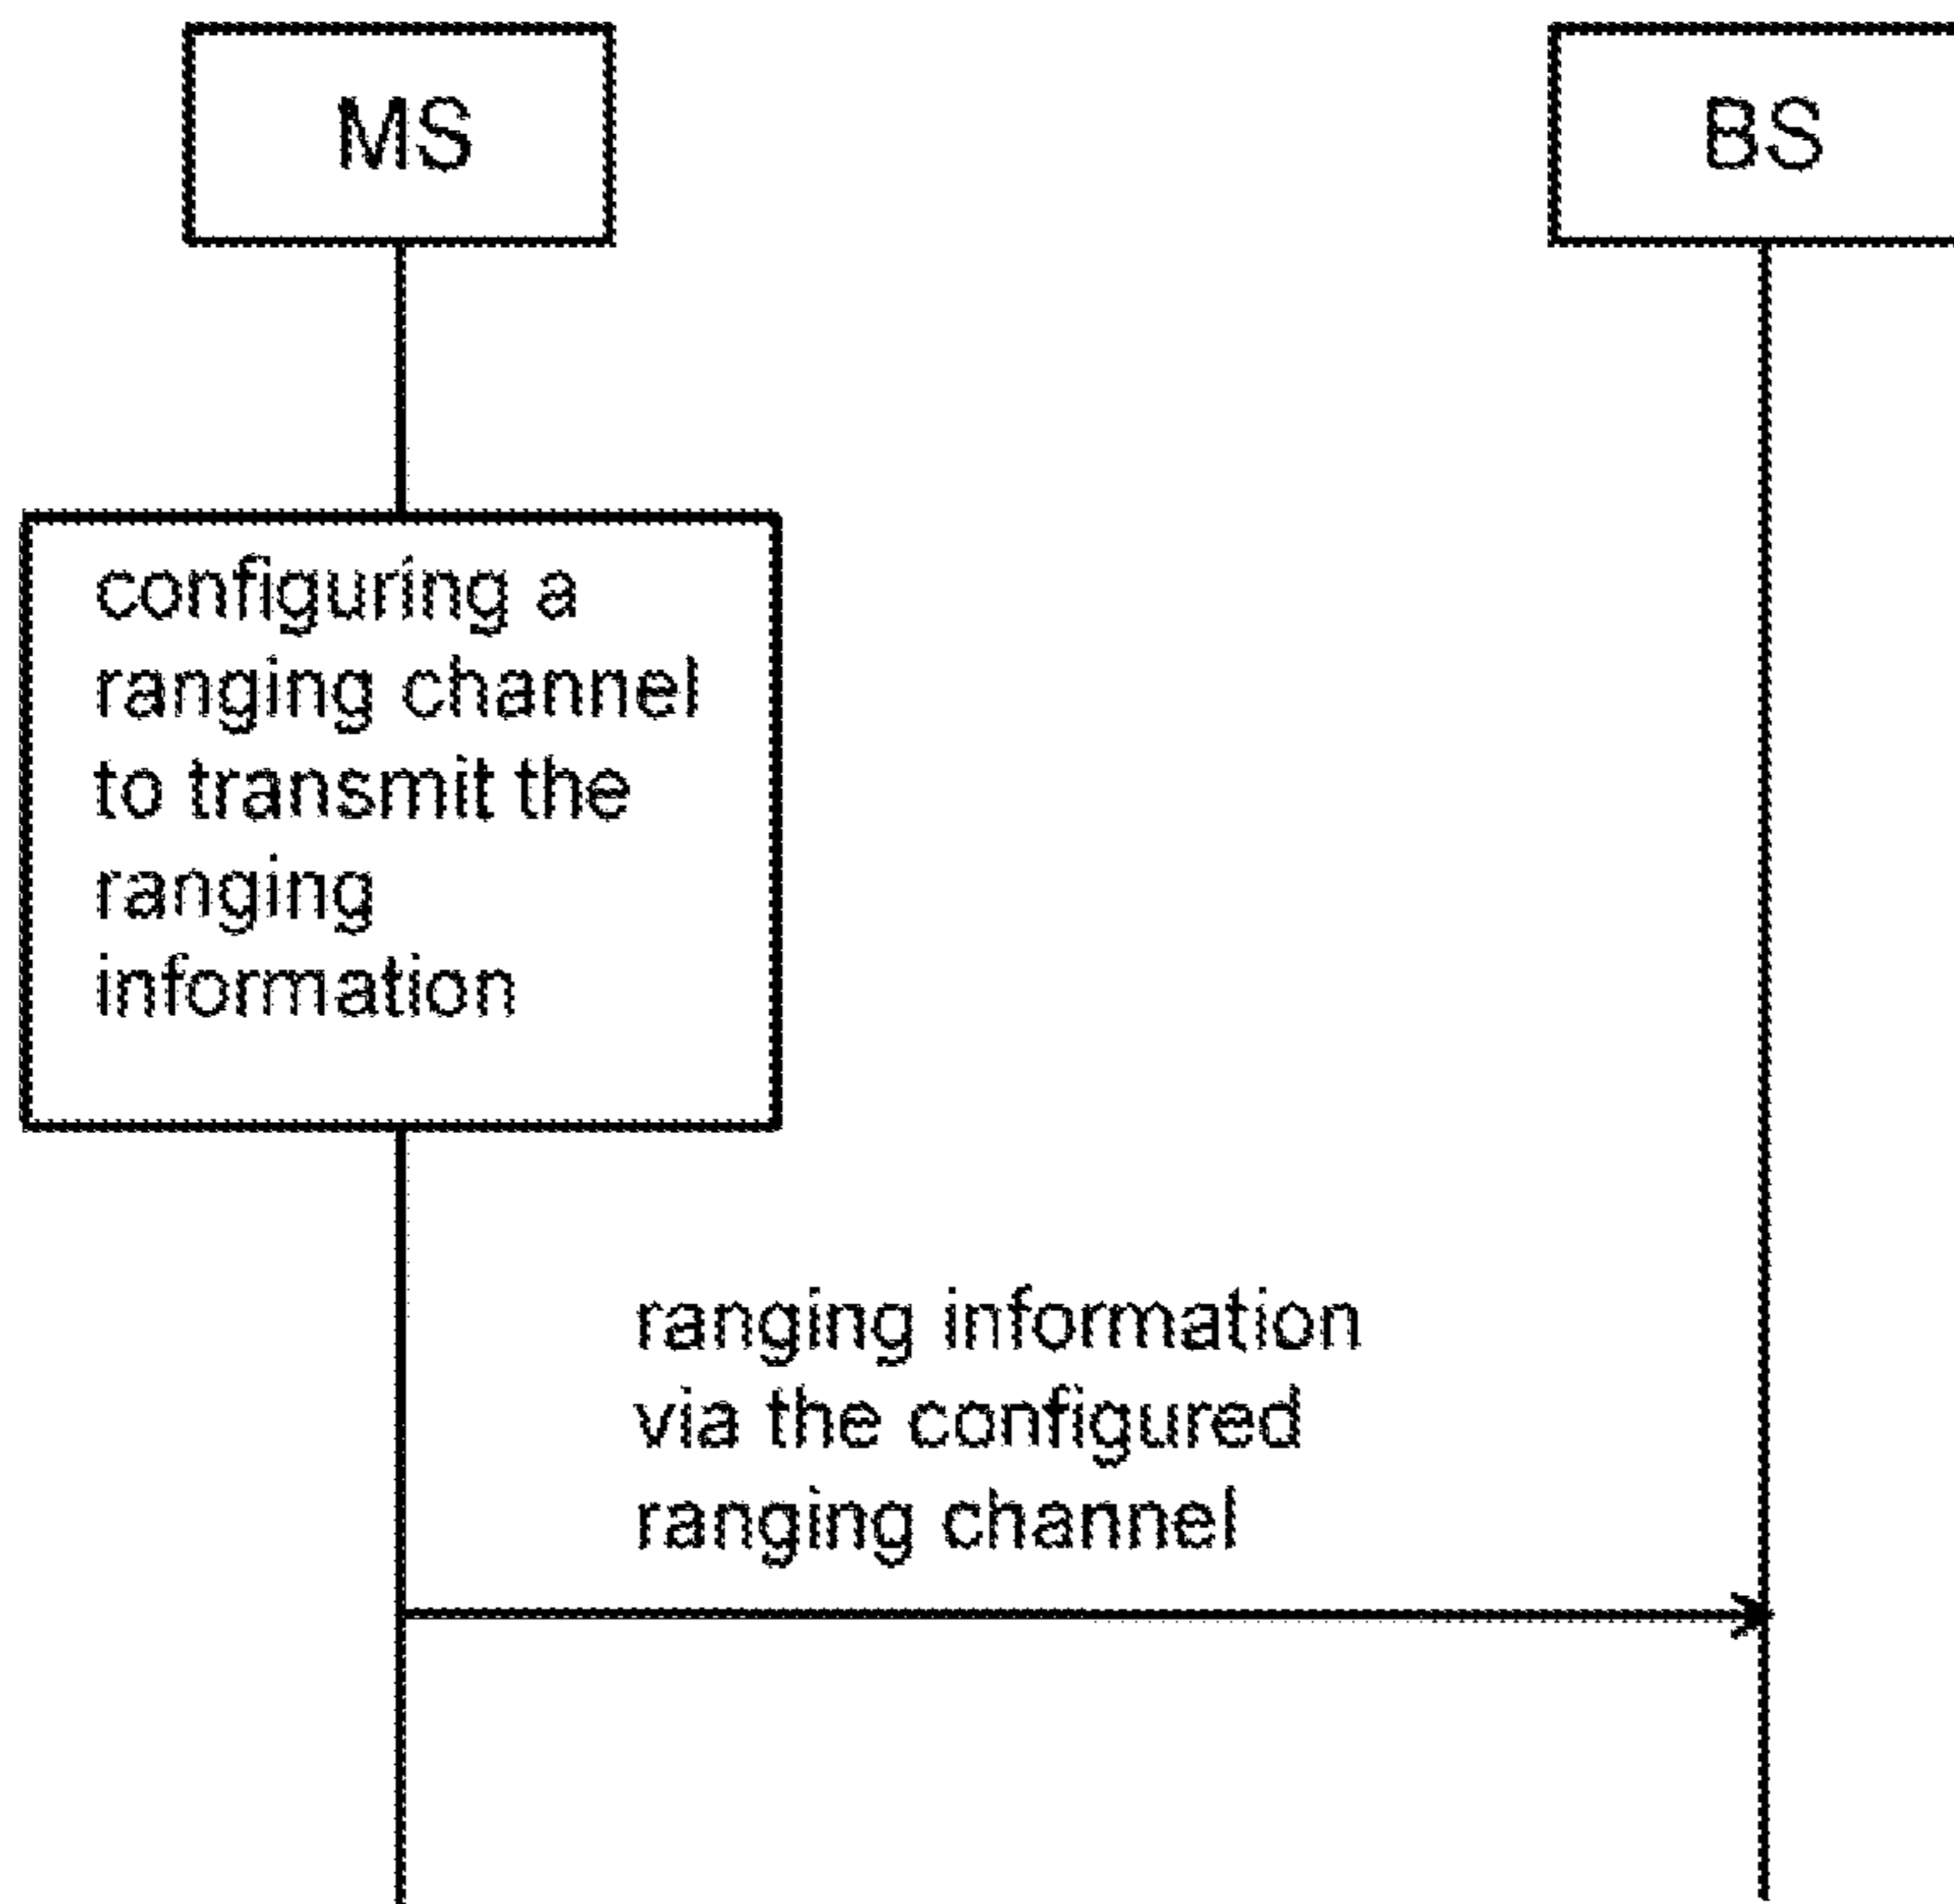 MS
BS
configuring a
ranging channel
to transmit the
ranging
information
ranging information
via the configured
ranging channel